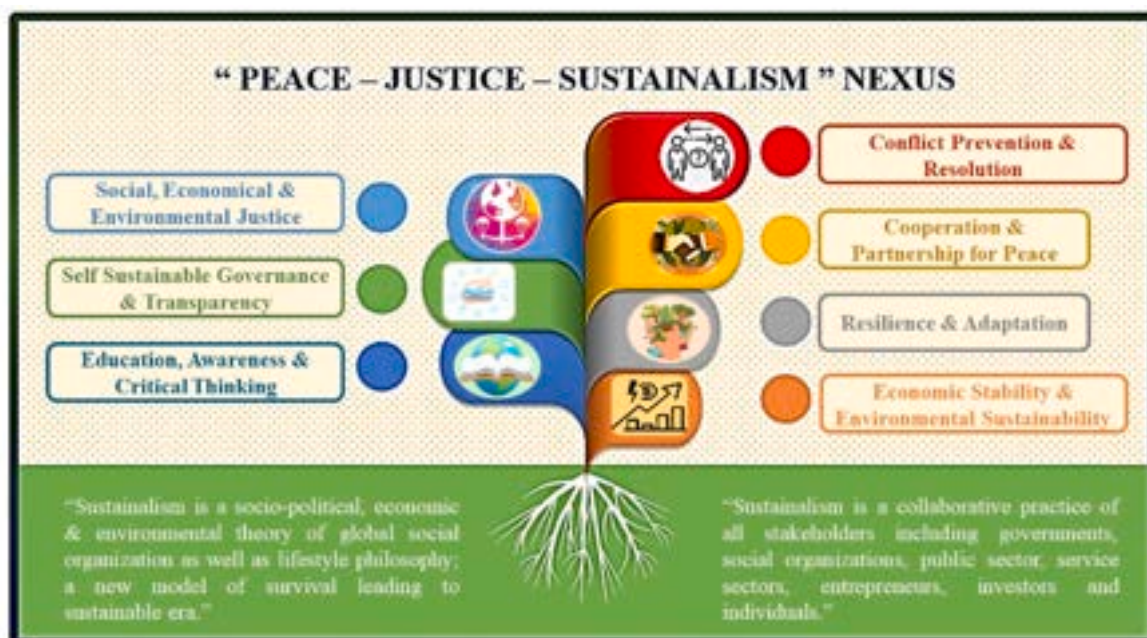 “ PEACE – JUSTICE – SUSTAINALISM ” NEXUS
Social, Economical &
Environmental Justice
Self Sustainable Governance
& Transparency
Education, Awareness &
Critical Thinking
Conflict Prevention &
Resolution
Cooperation &
Partnership for Peace
Resilience & Adaptation
Economic Stability &
Environmental Sustainability
“Sustainalism is a socio-political; economic
& environmental theory of global social
organization as well as lifestyle philosophy;
a new model of survival leading to
sustainable era.”
“Sustainalism is a collaborative practice of
all stakeholders including governments,
social organizations, public sector, service
sectors, entrepreneurs, investors and
individuals.”